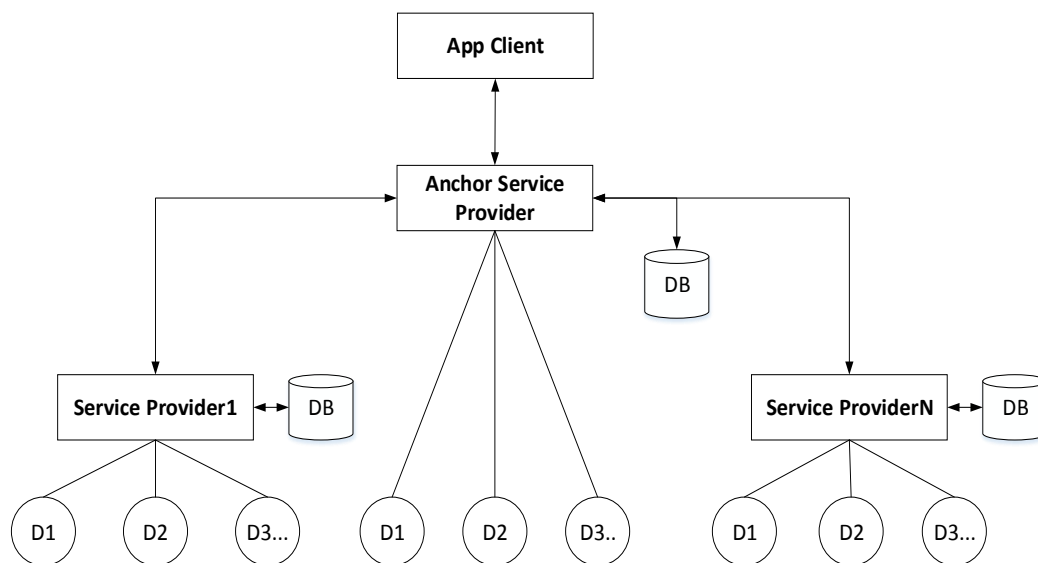 App Client
Anchor Service
Provider
DB
Service Provider1
DB
Service ProviderN
DB
D1
D2
D3...
D1
D2
D3..
D1
D2
D3...